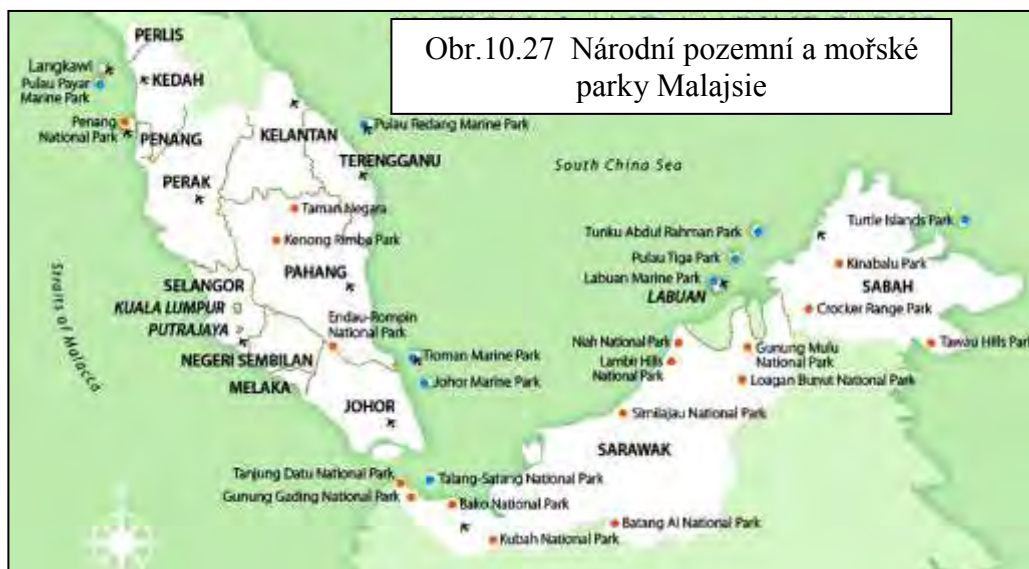 Obr.10.27 Národní pozemní a mořské
parky Malajsie
PERLIS
Langkawi
KEDAH
Pulau Payar
Marine Park
Penang
National Park
PENANG
KELANTAN
Pulau Redang Marine Park
TERENGGANU
South China Sea
PERAK
Taman Negara
Kenong Rimba Park
PAHANG
SELANGOR
KUALA LUMPUR
PUTRAJAYA
Straits of Malacca
Endau-Rompin
National Park
NEGERI SEMBILAN
MELAKA
Tioman Marine Park
Johor Marine Park
JOHOR
Turtle Islands Park
Tunku Abdul Rahman Park
Pulau Tiga Park
Kinabalu Park
Labuan Marine Park
LABUAN
SABAH
Crocker Range Park
Niah National Park
Lambir Hills
National Park
Gunung Mulu
National Park
Tawau Hills Park
Loagan Bunut National Park
Similajau National Park
SARAWAK
Tanjung Datu National Park
Talang-Satang National Park
Gunung Gading National Park
Bako National Park
Batang Ai National Park
Kubah National Park